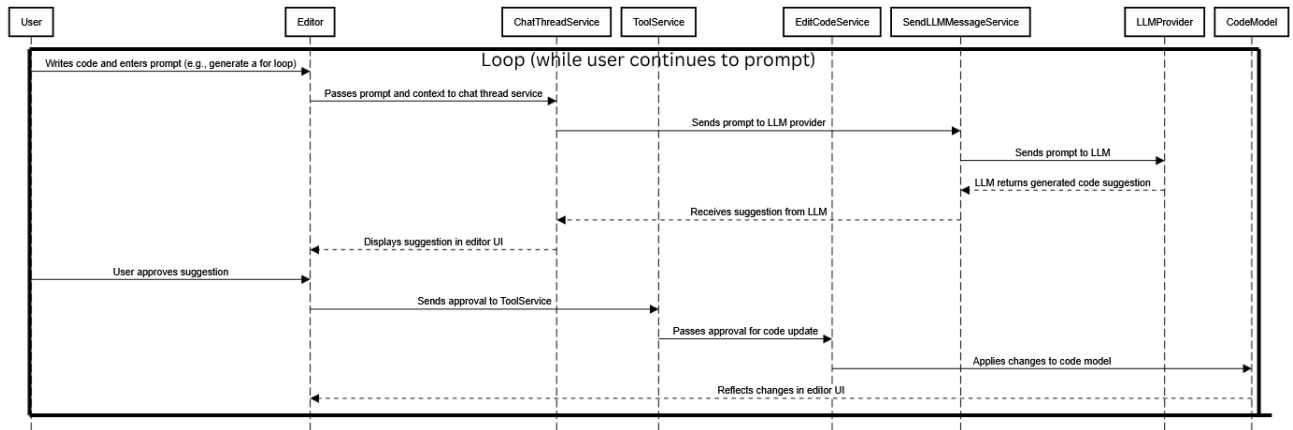 User
Editor
ChatThreadService
ToolService
EditCodeService
SendLLMMessageService
LLMProvider
CodeModel
Loop (while user continues to prompt)
Writes code and enters prompt (e.g., generate a for loop)
Passes prompt and context to chat thread service
Sends prompt to LLM provider
Sends prompt to LLM
LLM returns generated code suggestion
Receives suggestion from LLM
Displays suggestion in editor UI
User approves suggestion
Sends approval to ToolService
Passes approval for code update
Applies changes to code model
Reflects changes in editor UI